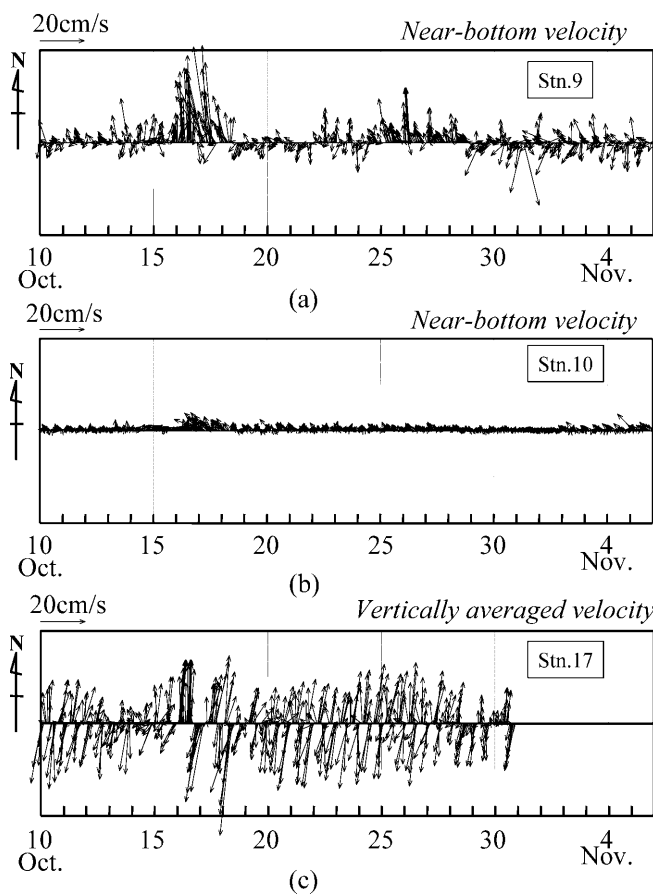 20cm/s
Near-bottom velocity
N
Stn.9
10 15 20 25 30 4
Oct. Nov.
(a)
20cm/s
Near-bottom velocity
N
Stn.10
10 15 20 25 30 4
Oct. Nov.
(b)
20cm/s
Vertically averaged velocity
N
Stn.17
10 15 20 25 30 4
Oct. Nov.
(c)